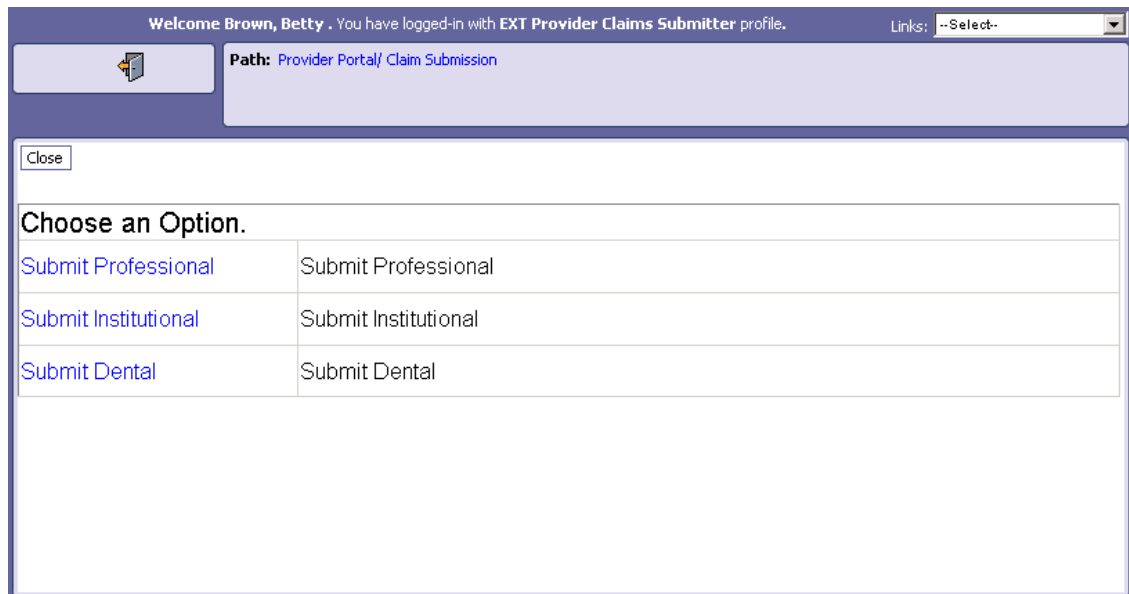 Welcome Brown, Betty . You have logged-in with EXT Provider Claims Submitter profile.
Links: --Select--
Path: Provider Portal/ Claim Submission
Close
Choose an Option.
Submit Professional Submit Professional
Submit Institutional Submit Institutional
Submit Dental Submit Dental